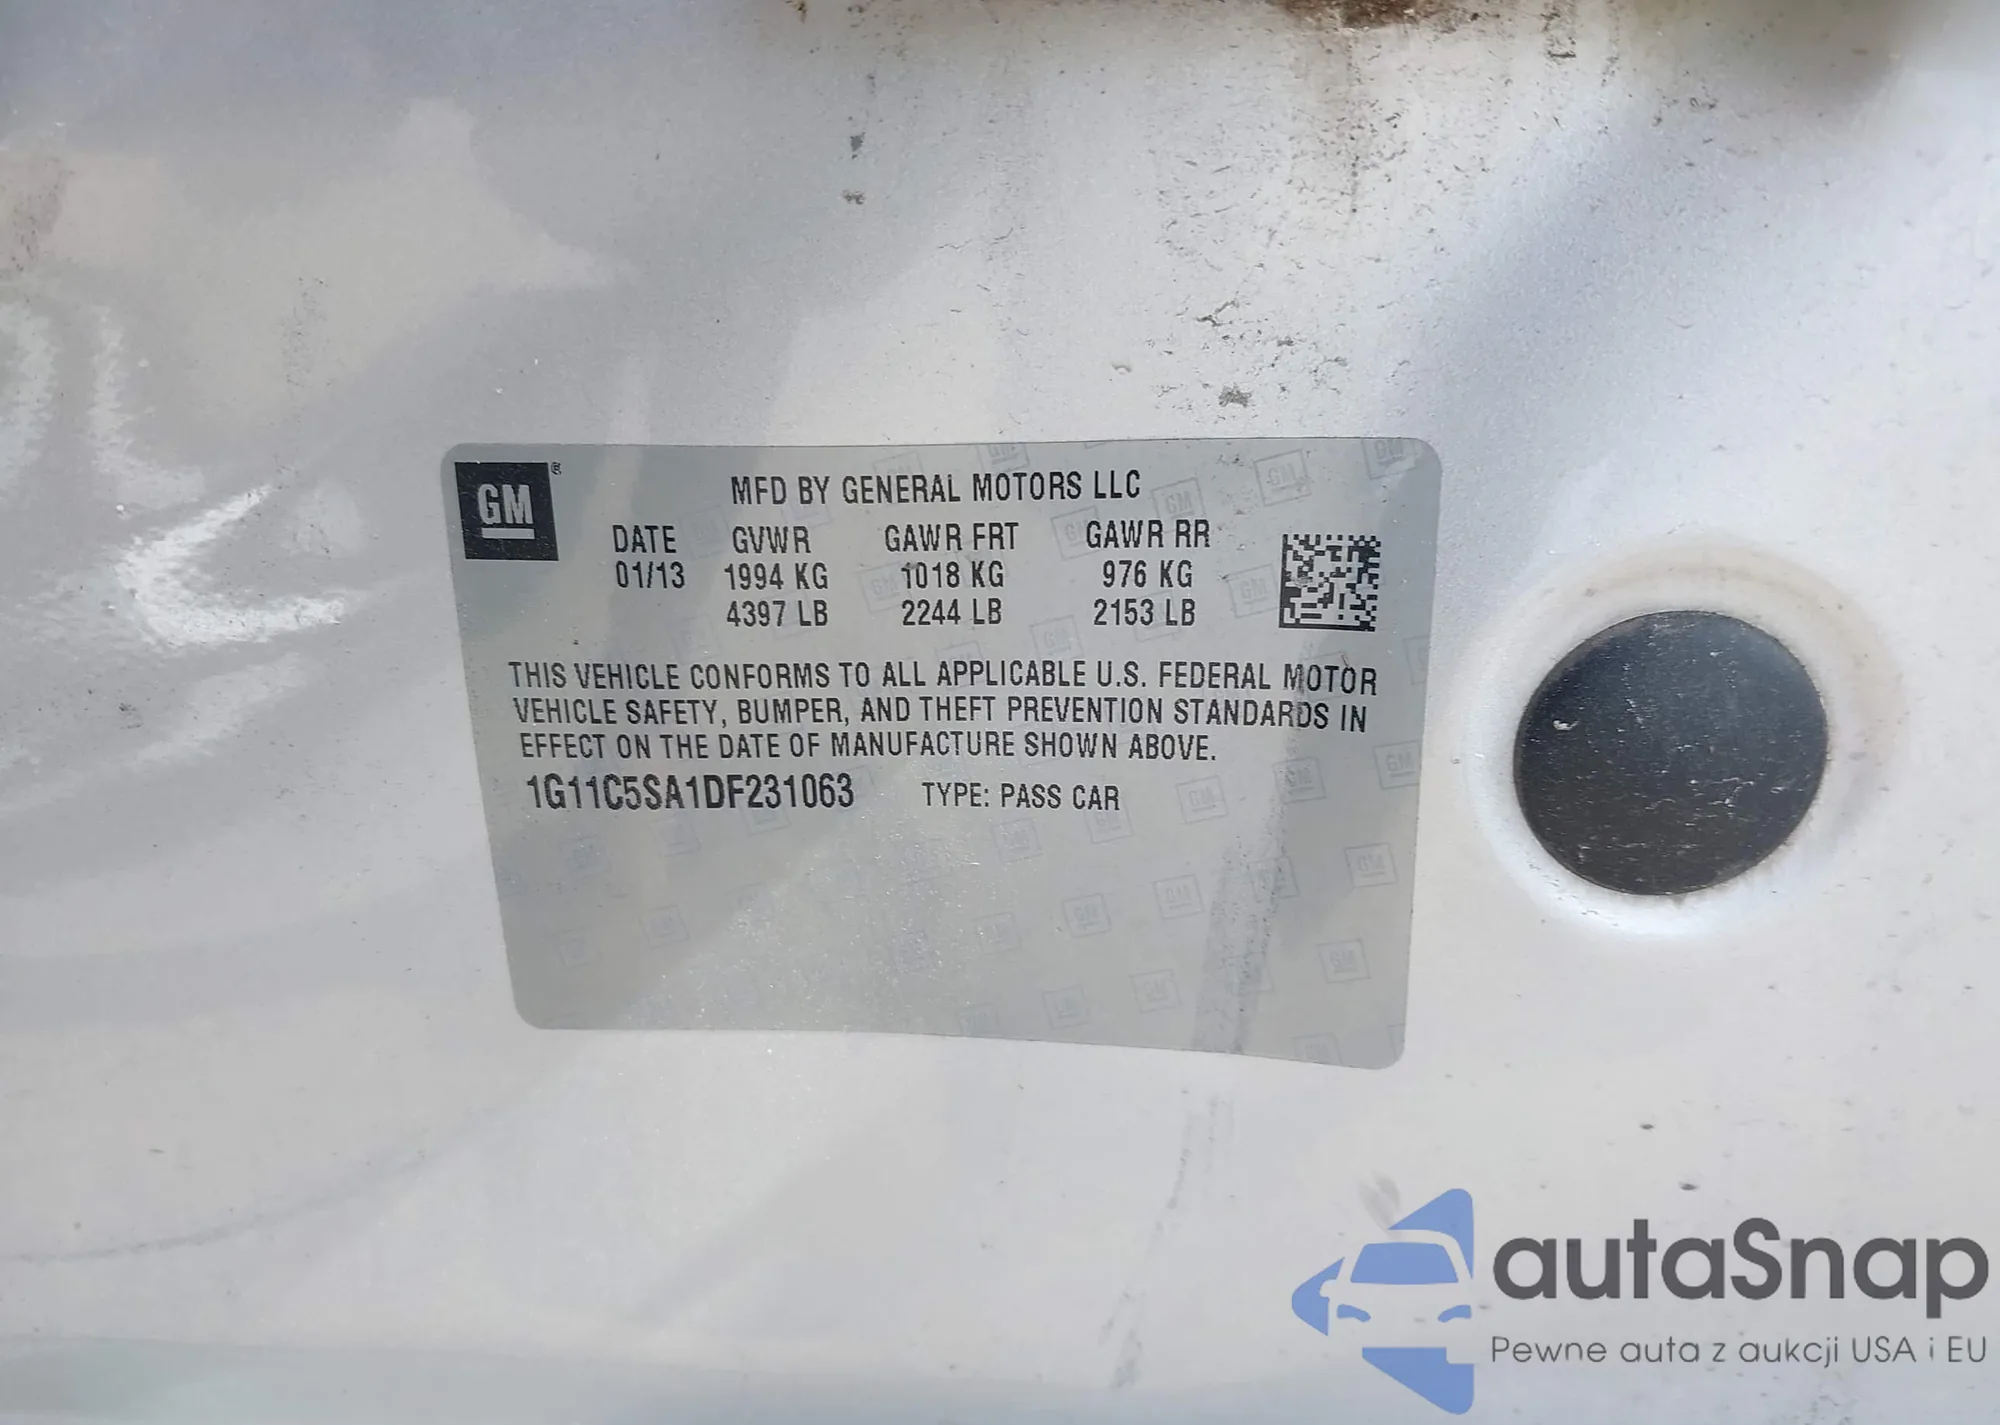 GM ®
MFD BY GENERAL MOTORS LLC
DATE GVWR GAWR FRT GAWR RR
01/13 1994 KG 1018 KG 976 KG
4397 LB 2244 LB 2153 LB
THIS VEHICLE CONFORMS TO ALL APPLICABLE U.S. FEDERAL MOTOR
VEHICLE SAFETY, BUMPER, AND THEFT PREVENTION STANDARDS IN
EFFECT ON THE DATE OF MANUFACTURE SHOWN ABOVE.
1G11C5SA1DF231063 TYPE: PASS CAR
autaSnap
Pewne auta z aukcji USA i EU